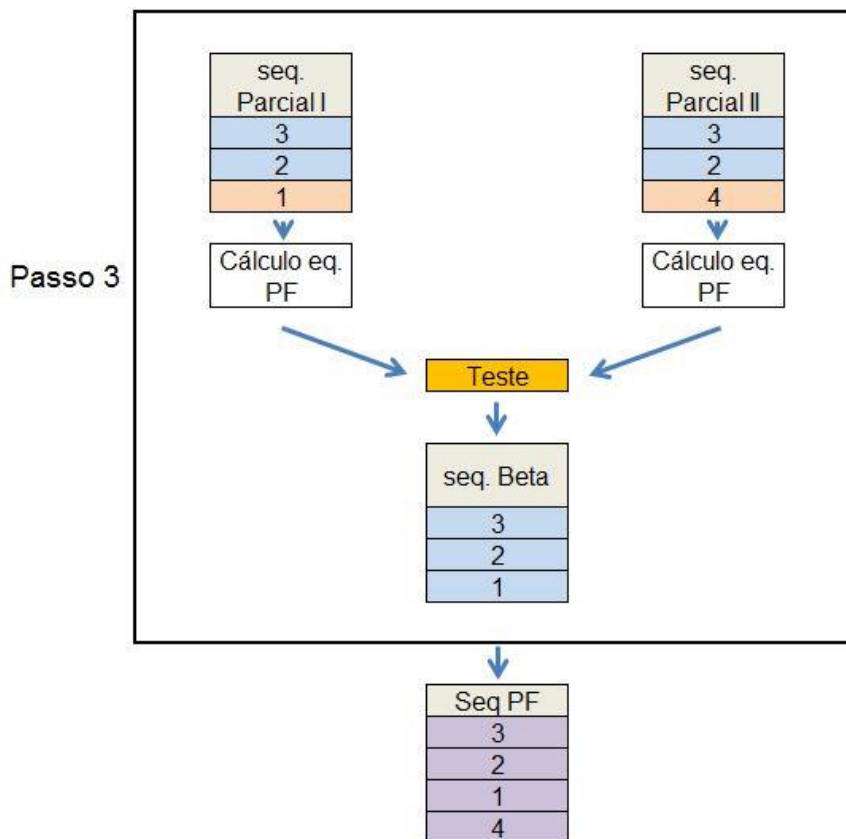 seq.
Parcial I
3
2
1
seq.
Parcial II
3
2
4
Passo 3
Cálculo eq.
PF
Cálculo eq.
PF
Teste
seq. Beta
3
2
1
Seq PF
3
2
1
4